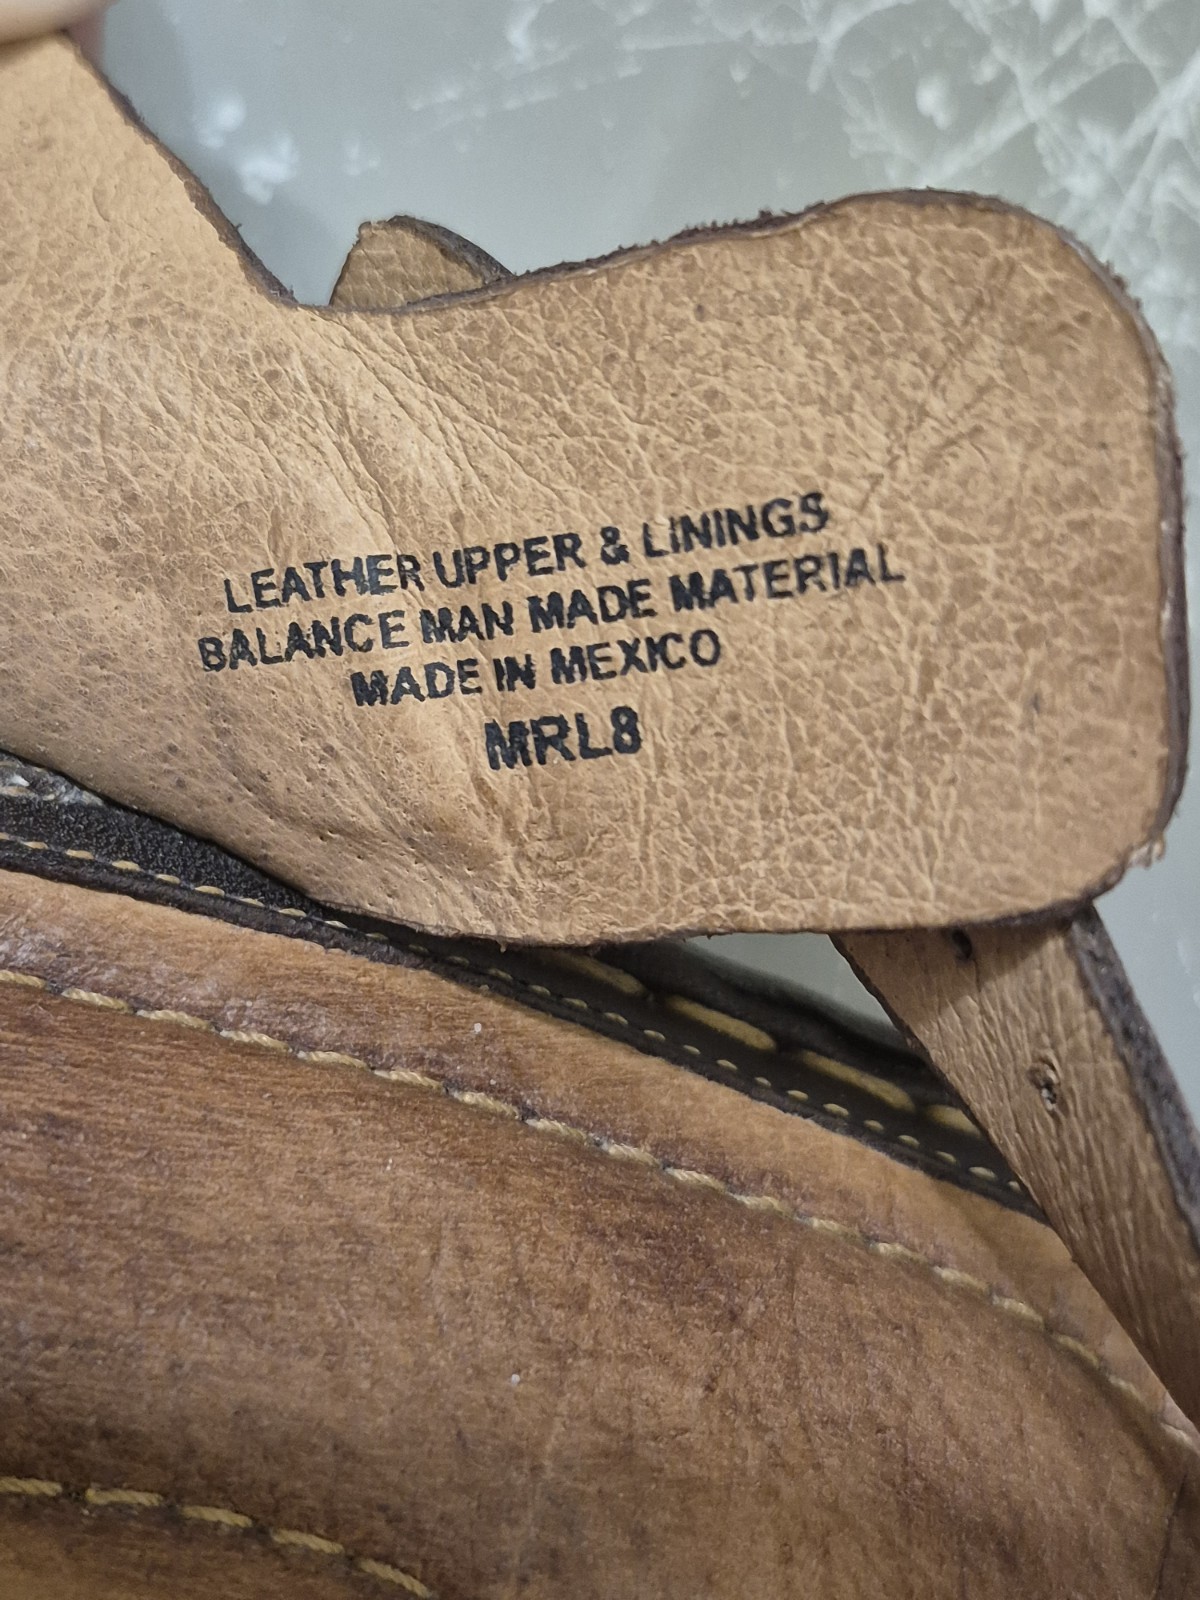 LEATHER UPPER & LININGS
BALANCE MAN MADE MATERIAL
MADE IN MEXICO
MRL8